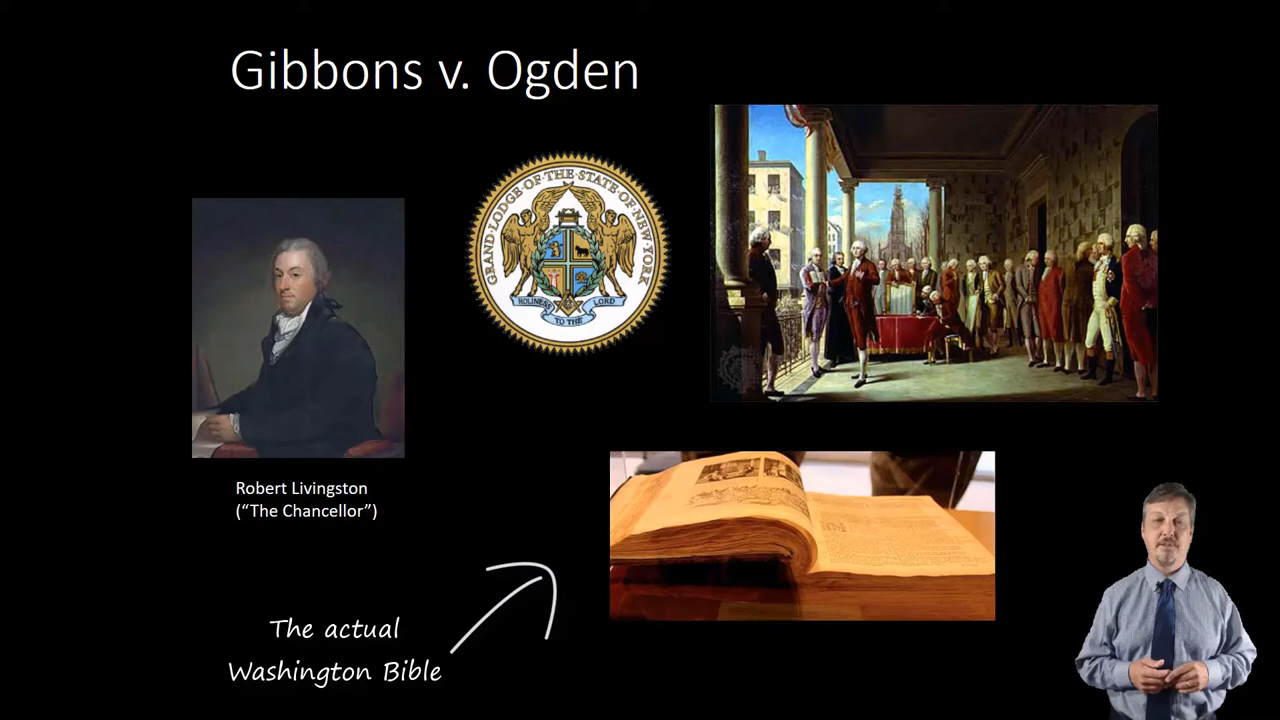 Gibbons v. Ogden
GRAND·LODGE·OF·THE·STATE·OF·NEW·YORK
HOLINESS
TO THE
LORD
Robert Livingston
(“The Chancellor”)
The actual
Washington Bible